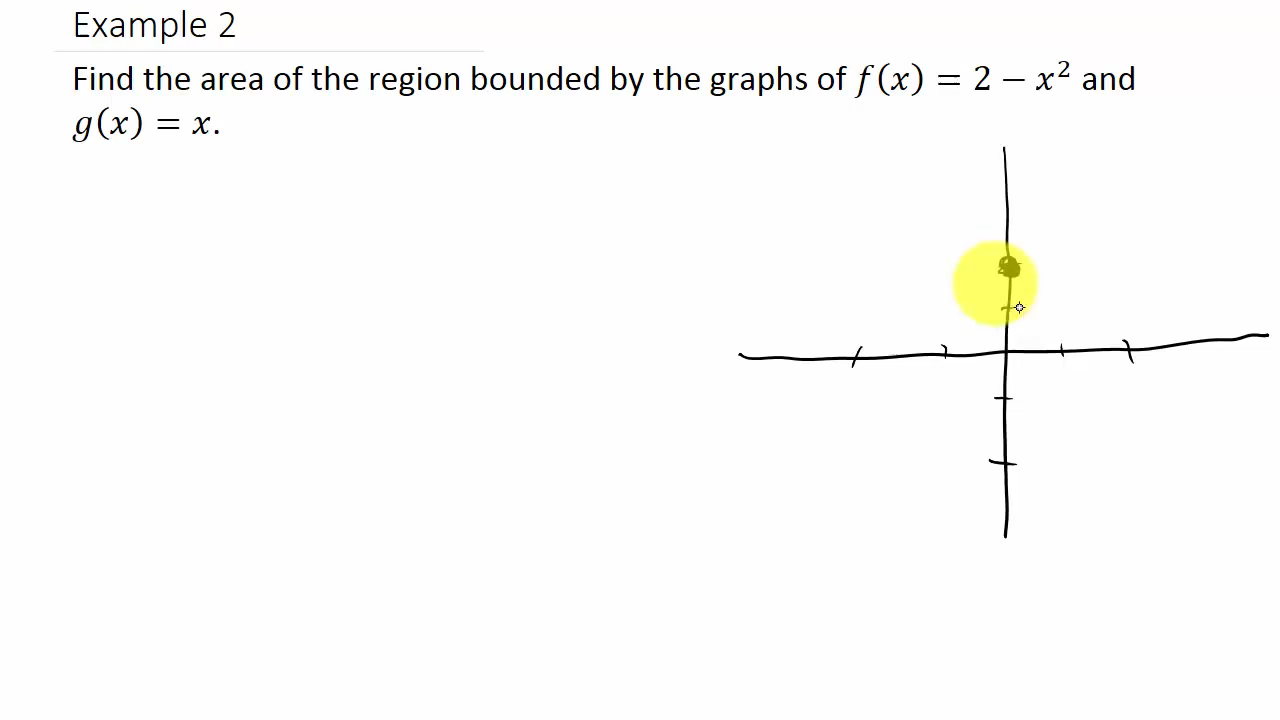 Example 2
Find the area of the region bounded by the graphs of 𝑓(𝑥) = 2 − 𝑥² and
𝑔(𝑥) = 𝑥.